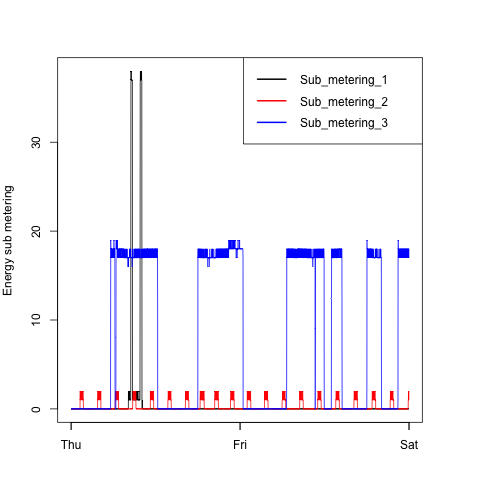 Sub_metering_1
Sub_metering_2
Sub_metering_3
Energy sub metering
30
20
10
0
Thu
Fri
Sat